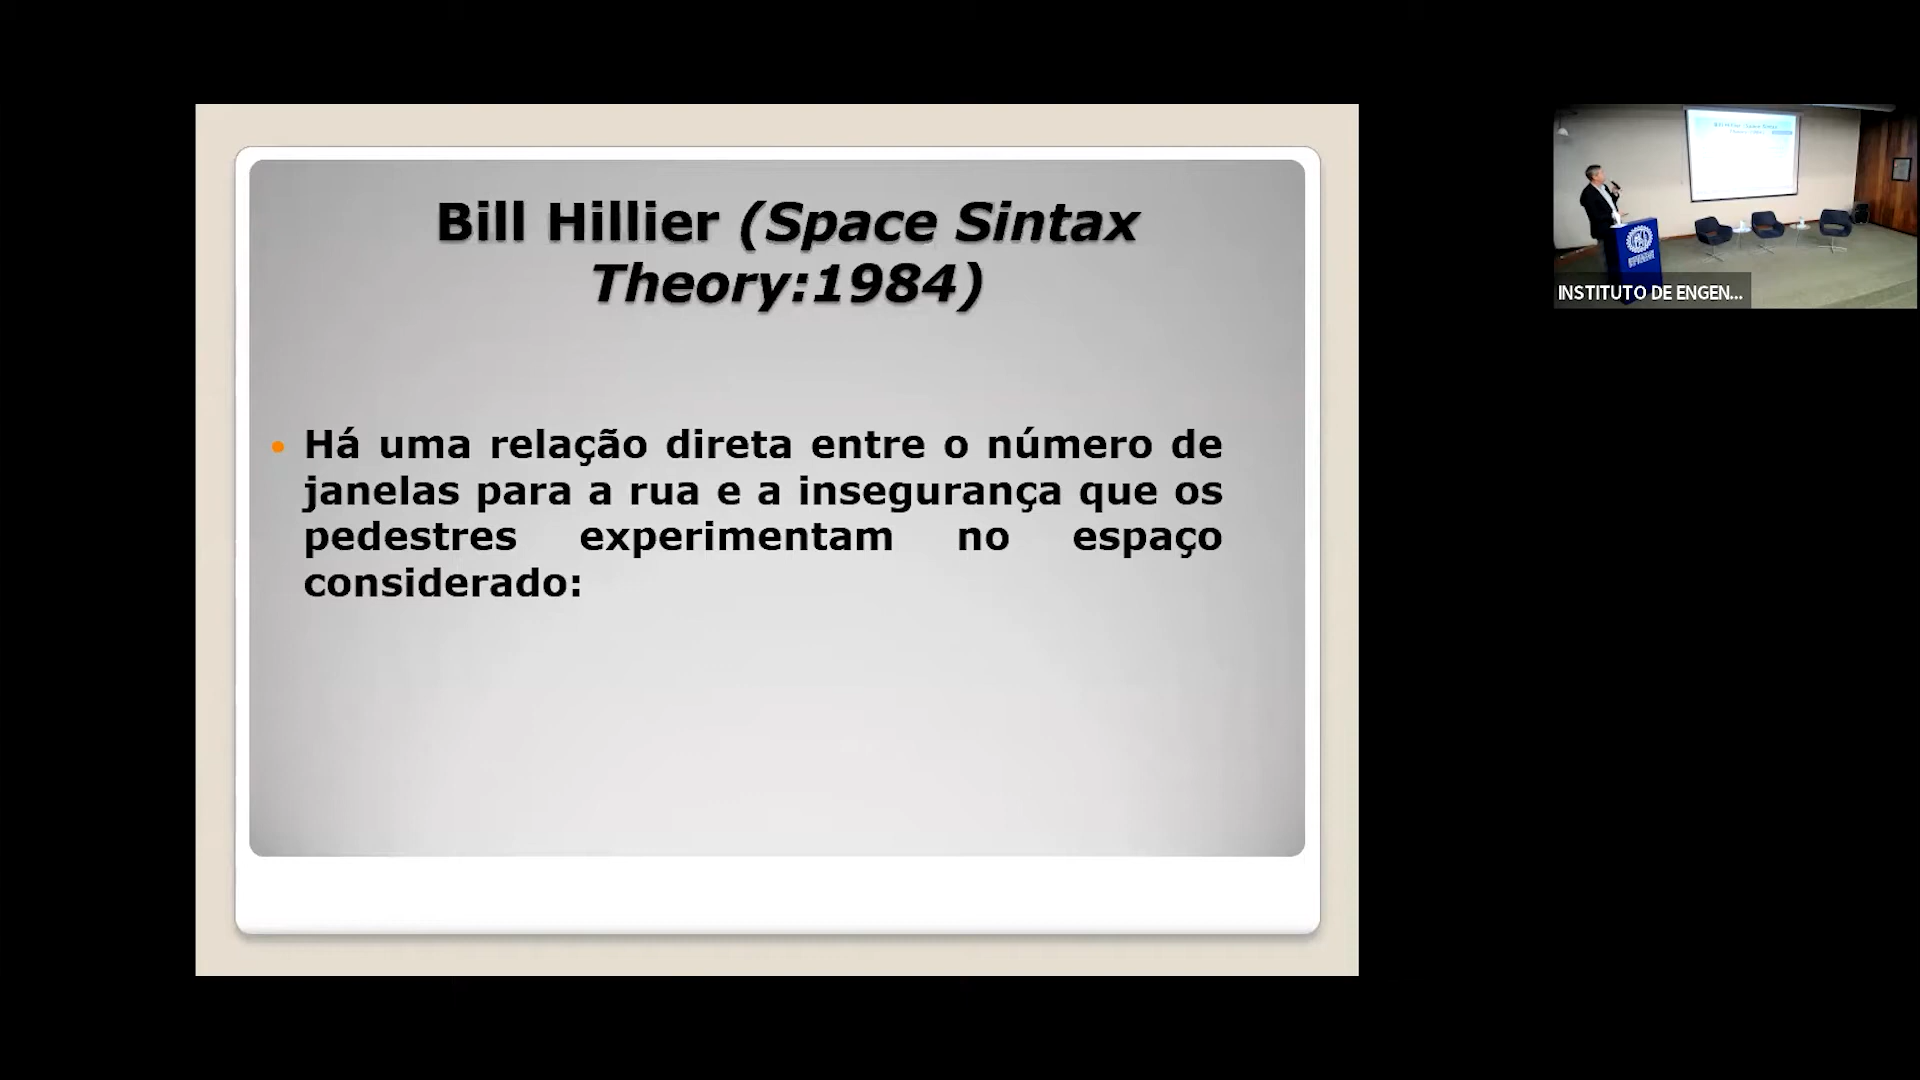 Bill Hillier (Space Sintax
Theory:1984)
Há uma relação direta entre o número de
janelas para a rua e a insegurança que os
pedestres experimentam no espaço
considerado:
INSTITUTO DE ENGEN...